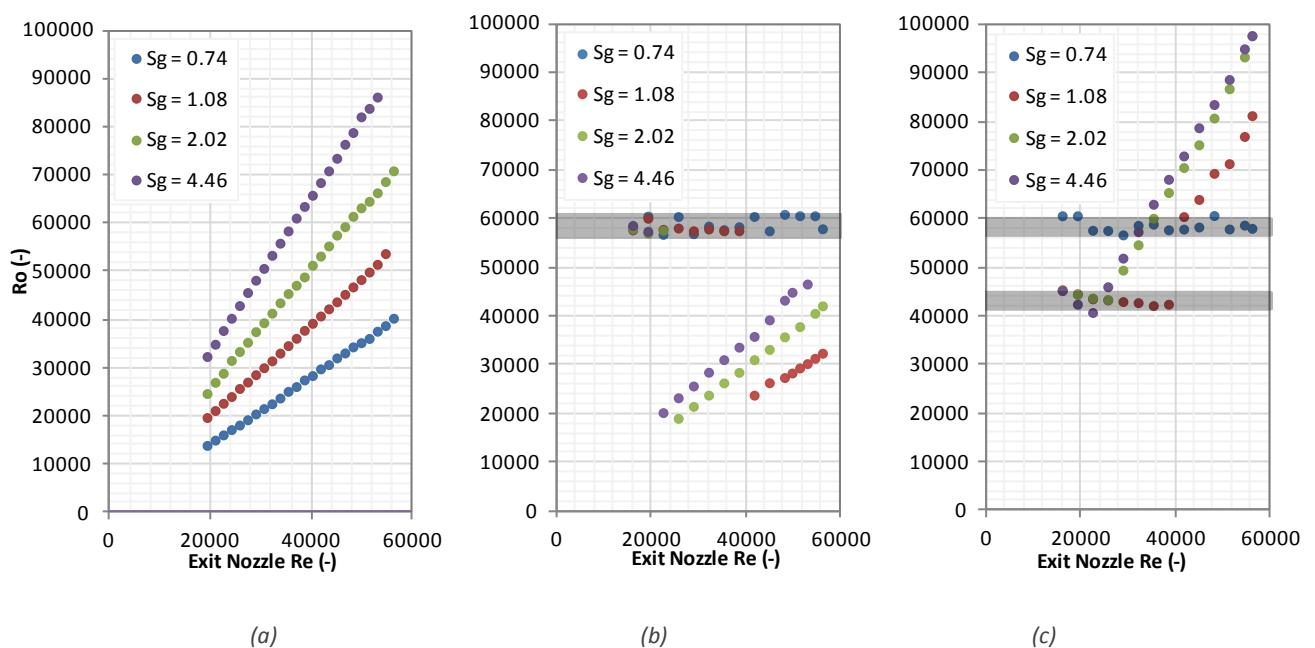 Ro (-)
100000
90000
80000
70000
60000
50000
40000
30000
20000
10000
0
Sg = 0.74
Sg = 1.08
Sg = 2.02
Sg = 4.46
20000 40000 60000
Exit Nozzle Re (-)
(a)
100000
90000
80000
70000
60000
50000
40000
30000
20000
10000
0
Sg = 0.74
Sg = 1.08
Sg = 2.02
Sg = 4.46
0 20000 40000 60000
Exit Nozzle Re (-)
(b)
100000
90000
80000
70000
60000
50000
40000
30000
20000
10000
0
Sg = 0.74
Sg = 1.08
Sg = 2.02
Sg = 4.46
0 20000 40000 60000
Exit Nozzle Re (-)
(c)